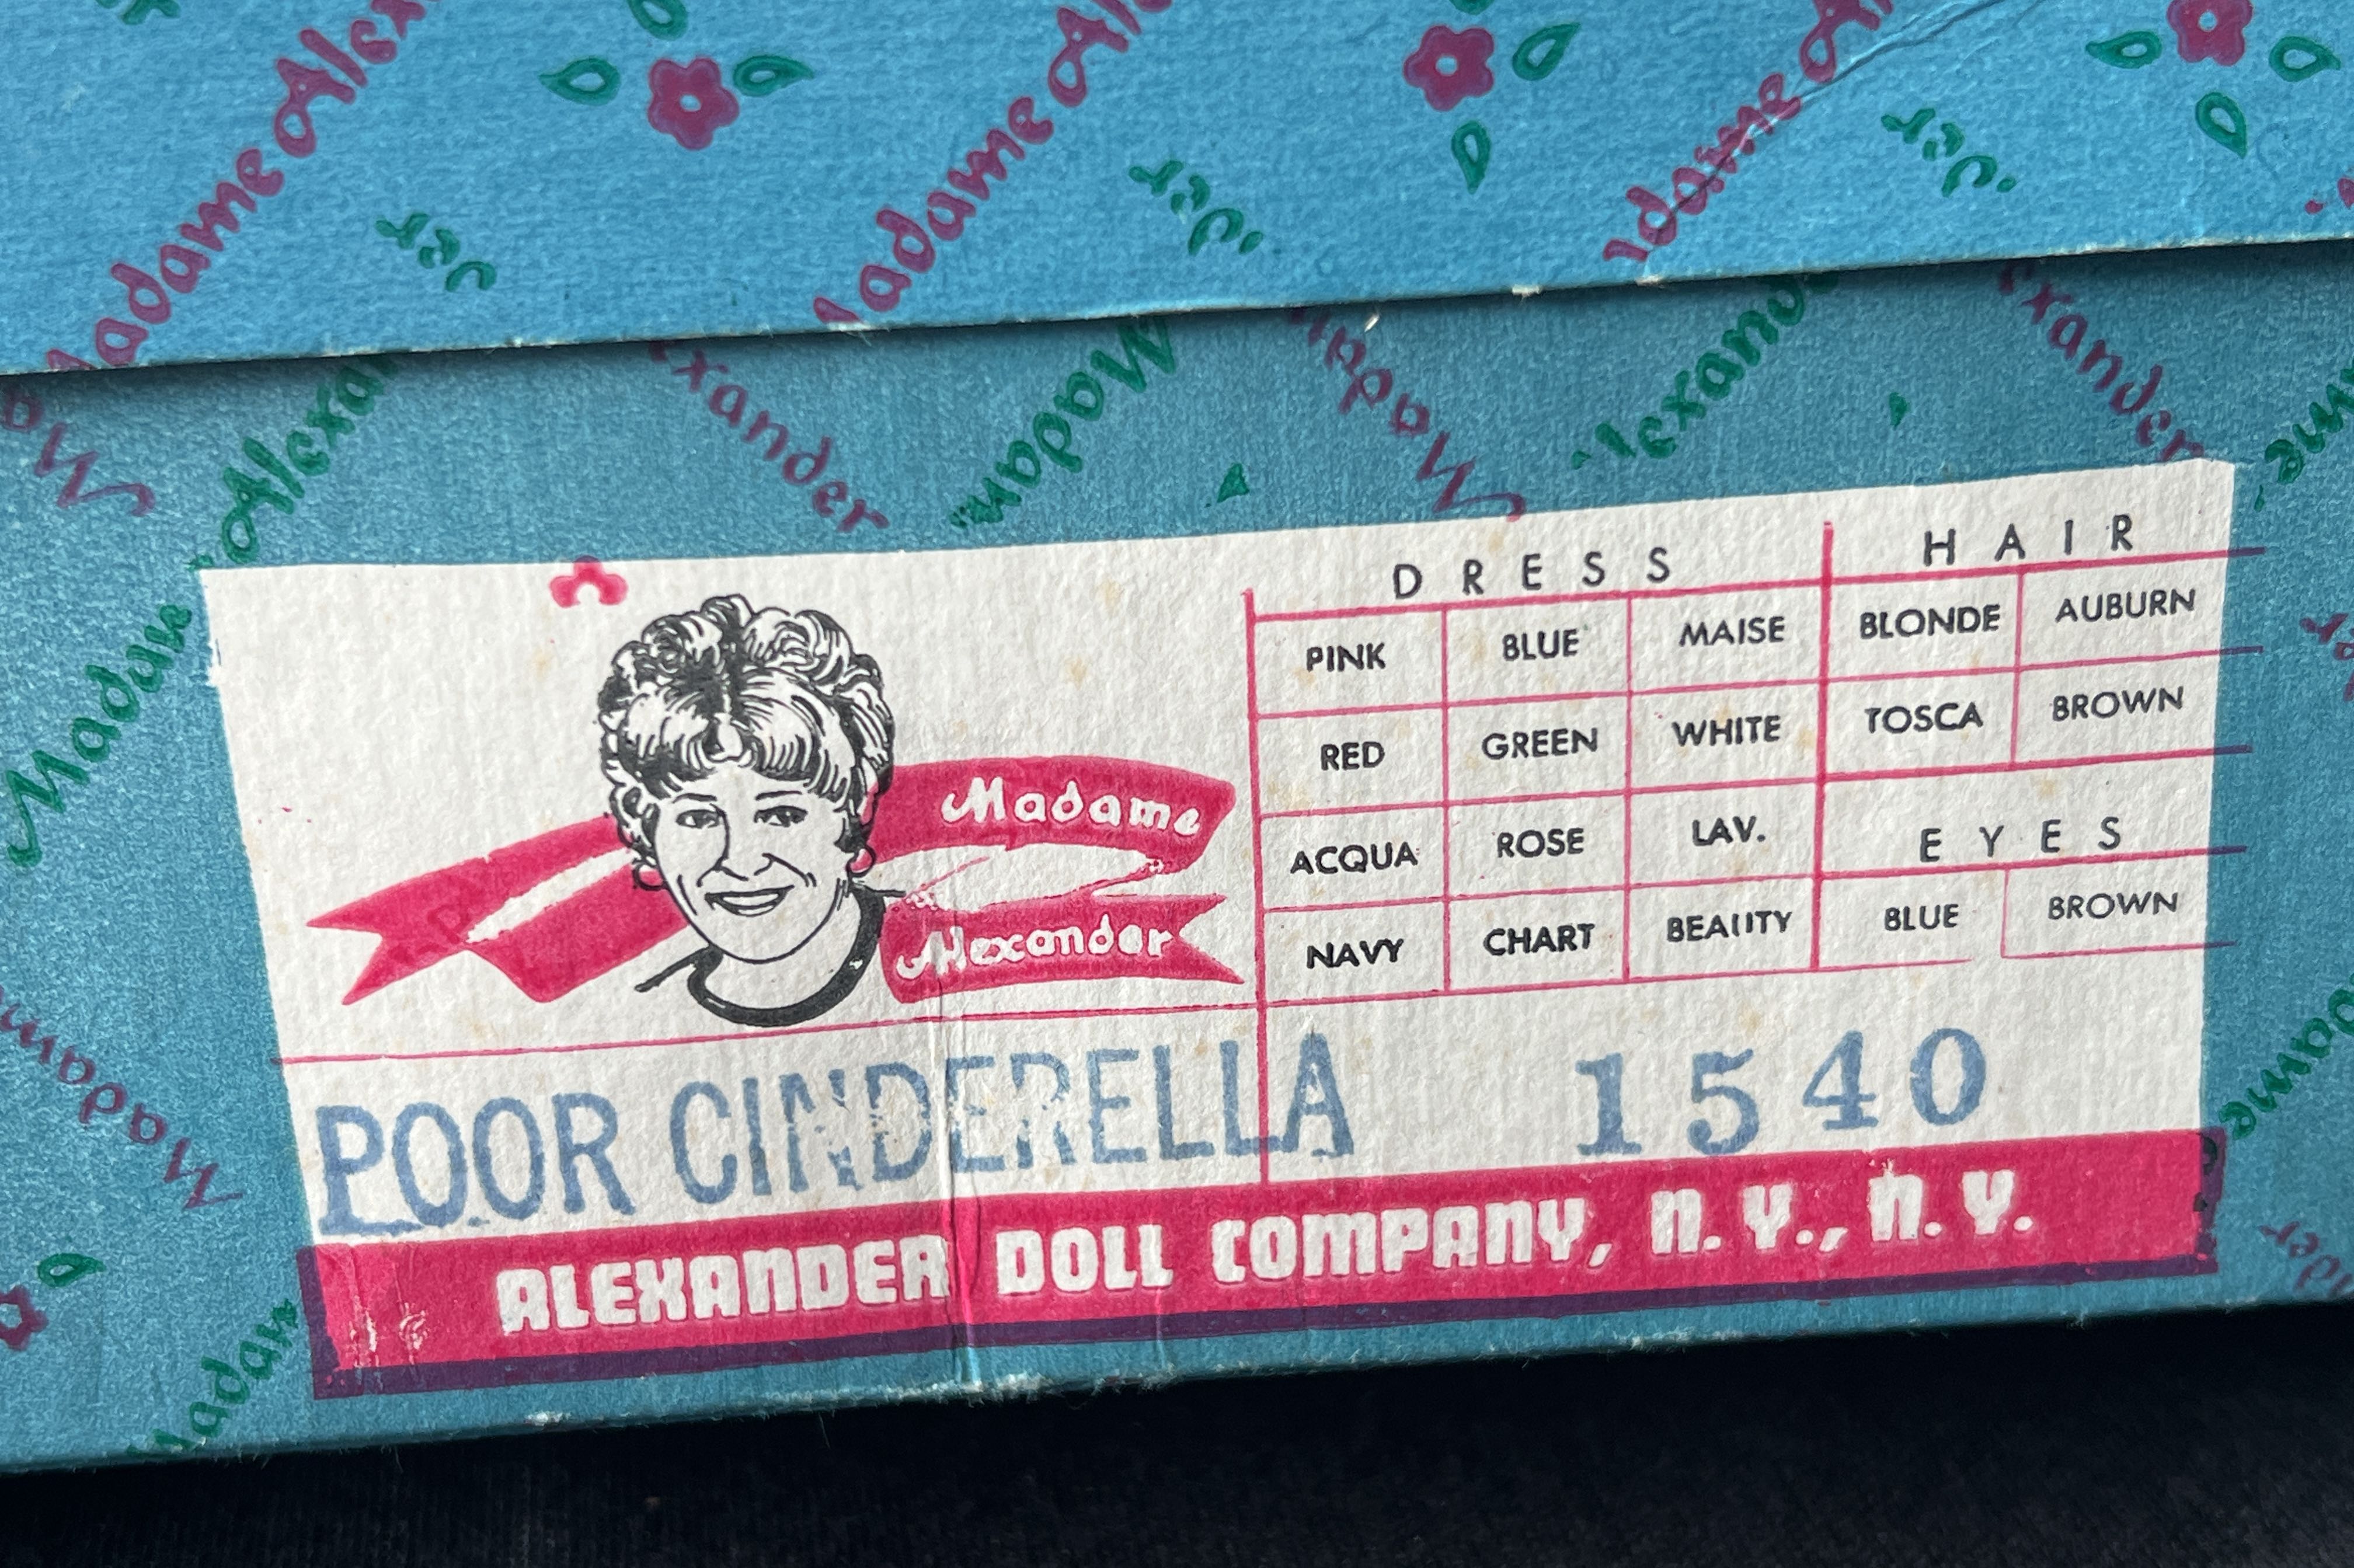 Madame Alex
Madame
Alexander
DRESS
HAIR
PINK BLUE MAISE BLONDE AUBURN
RED GREEN WHITE TOSCA BROWN
ACQUA ROSE LAV. EYES
NAVY CHART BEAUTY BLUE BROWN
POOR CINDERELLA 1540
ALEXANDER DOLL COMPANY, N.Y., N.Y.